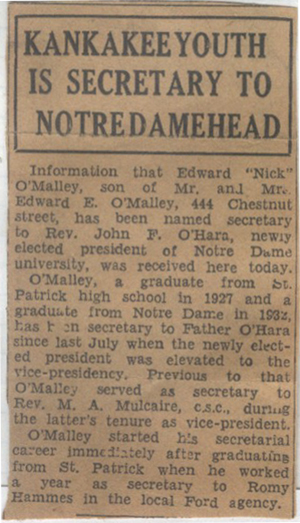 KANKAKEE YOUTH
IS SECRETARY TO
NOTRE DAME HEAD
Information that Edward "Nick"
O'Malley, son of Mr. and Mrs.
Edward E. O'Malley, 444 Chestnut
street, has been named secretary
to Rev. John F. O'Hara, newly
elected president of Notre Dame
university, was received here today.
O'Malley, a graduate from St.
Patrick high school in 1927 and a
graduate from Notre Dame in 1932,
has been secretary to Father O'Hara
since last July when the newly elect-
ed president was elevated to the
vice-presidency. Previous to that
O'Malley served as secretary to
Rev. M. A. Mulcaire, c.s.c., during
the latter's tenure as vice-president.
O'Malley started his secretarial
career immediately after graduating
from St. Patrick when he worked
a year as secretary to Romy
Hammes in the local Ford agency.